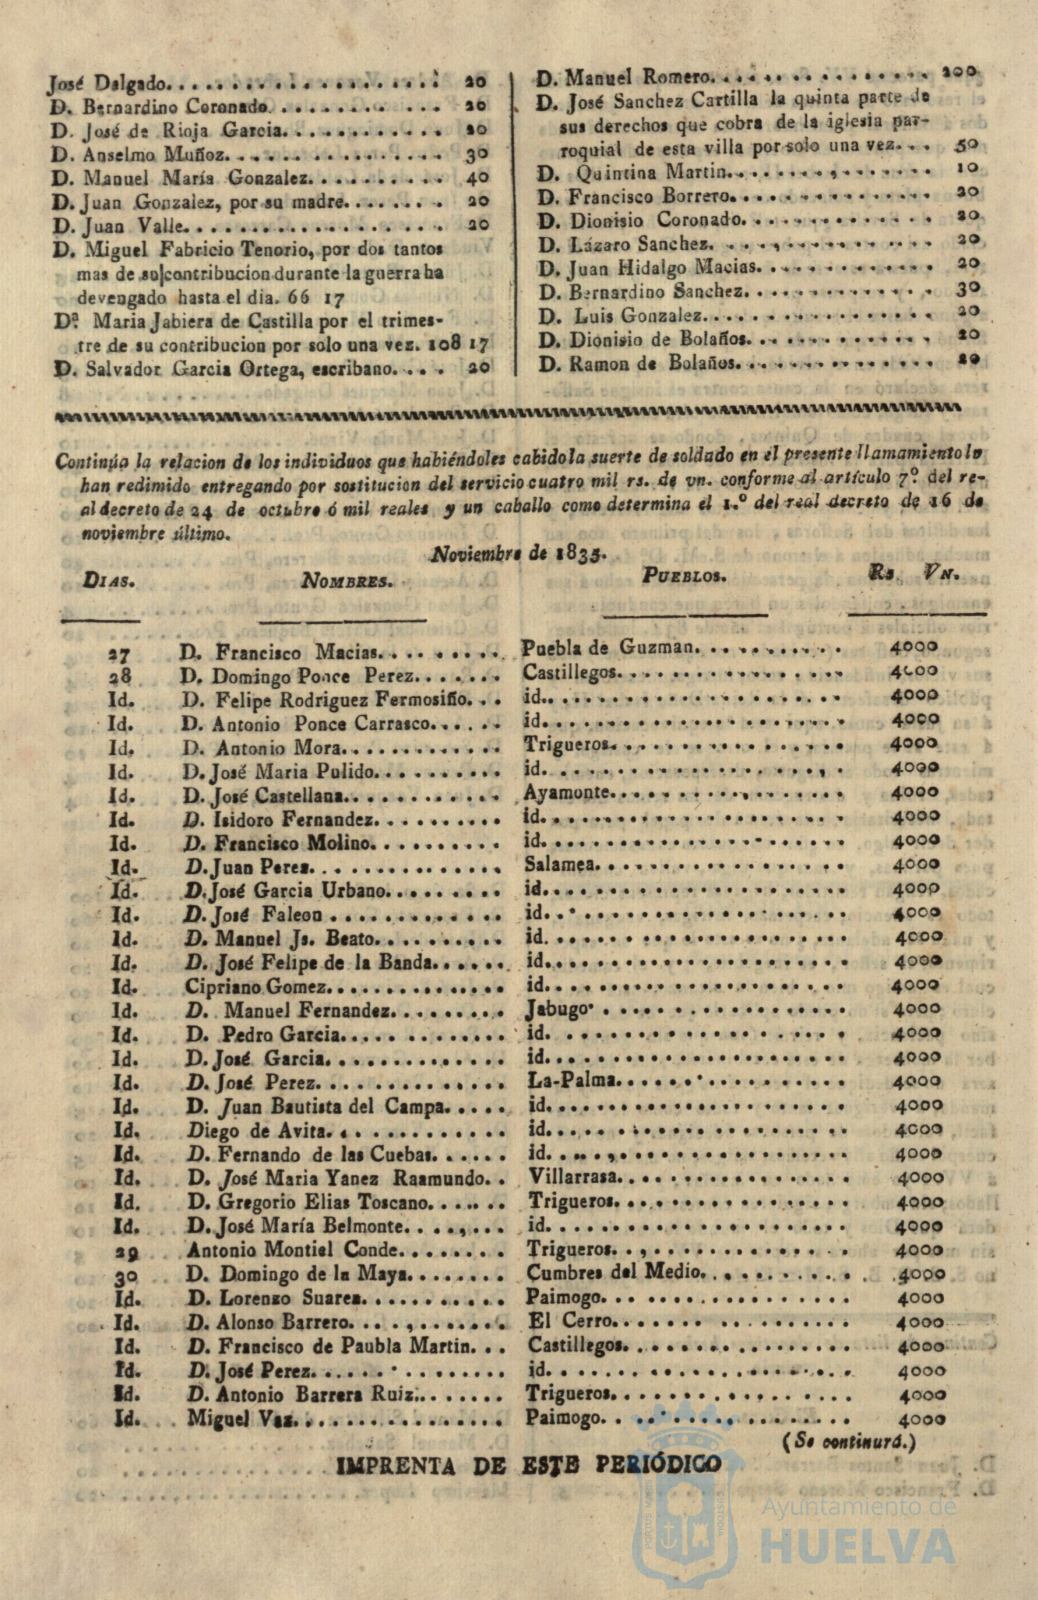 José Dalgado. . . . . . . . . . . . . . . . . . 20
D. Bernardino Coronado. . . . . . . . . . 20
D. José de Rioja Garcia. . . . . . . . . . . 20
D. Anselmo Muñoz. . . . . . . . . . . . . . 30
D. Manuel María Gonzalez. . . . . . . . . 40
D. Juan Gonzalez, por su madre. . . . . . . 20
D. Juan Valle. . . . . . . . . . . . . . . . . . 20
D. Miguel Fabricio Tenorio, por dos tantos
mas de su contribucion durante la guerra ha
devengado hasta el dia. 66 17
Dª. Maria Jabiera de Castilla por el trimes-
tre de su contribucion por solo una vez. 108 17
D. Salvador Garcia Ortega, escribano. . . . 20
D. Manuel Romero. . . . . . . . . . . . . . . 200
D. José Sanchez Cartilla la quinta parte de
sus derechos que cobra de la iglesia par-
roquial de esta villa por solo una vez. . . 50
D. Quintina Martin. . . . . . . . . . . . . . 10
D. Francisco Borrero. . . . . . . . . . . . . 20
D. Dionisio Coronado. . . . . . . . . . . . . 20
D. Lázaro Sanchez. . . . . . . . . . . . . . . 20
D. Juan Hidalgo Macias. . . . . . . . . . . . 20
D. Bernardino Sanchez. . . . . . . . . . . . . 30
D. Luis Gonzalez. . . . . . . . . . . . . . . . 20
D. Dionisio de Bolaños. . . . . . . . . . . . 20
D. Ramon de Bolaños. . . . . . . . . . . . . 20
Continúa la relacion de los individuos que habiéndoles cabido la suerte de soldado en el presente llamamiento lo
han redimido entregando por sostitucion del servicio cuatro mil rs. de vn. conforme al artículo 7º. del re-
al decreto de 24 de octubre ó mil reales y un caballo como determina el 1.º del real decreto de 16 de
noviembre último.
Noviembre de 1835.
DIAS. NOMBRES. PUEBLOS. Rs VN.
27 D. Francisco Macias. . . . . . . . . Puebla de Guzman. . . . . . . . . . . 4000
28 D. Domingo Ponce Perez. . . . . . . Castillegos. . . . . . . . . . . . . . . 4000
Id. D. Felipe Rodriguez Fermosiño. . . id. . . . . . . . . . . . . . . . . . . . 4000
Id. D. Antonio Ponce Carrasco. . . . . . id. . . . . . . . . . . . . . . . . . . . 4000
Id. D. Antonio Mora. . . . . . . . . . . . Trigueros. . . . . . . . . . . . . . . . 4000
Id. D. José Maria Pulido. . . . . . . . . id. . . . . . . . . . . . . . . . . . . . 4000
Id. D. José Castellana. . . . . . . . . . . Ayamonte. . . . . . . . . . . . . . . . 4000
Id. D. Isidoro Fernandez. . . . . . . . . id. . . . . . . . . . . . . . . . . . . . 4000
Id. D. Francisco Molino. . . . . . . . . . id. . . . . . . . . . . . . . . . . . . . 4000
Id. D. Juan Perez. . . . . . . . . . . . . . Salamea. . . . . . . . . . . . . . . . . 4000
Id. D. José Garcia Urbano. . . . . . . . id. . . . . . . . . . . . . . . . . . . . 4000
Id. D. José Faleon . . . . . . . . . . . . id. . . . . . . . . . . . . . . . . . . . 4000
Id. D. Manuel Js. Beato. . . . . . . . . . id. . . . . . . . . . . . . . . . . . . . 4000
Id. D. José Felipe de la Banda. . . . . . id. . . . . . . . . . . . . . . . . . . . 4000
Id. Cipriano Gomez. . . . . . . . . . . . . id. . . . . . . . . . . . . . . . . . . . 4000
Id. D. Manuel Fernandez. . . . . . . . . Jabugo . . . . . . . . . . . . . . . . . 4000
Id. D. Pedro Garcia. . . . . . . . . . . . id. . . . . . . . . . . . . . . . . . . . 4000
Id. D. José Garcia. . . . . . . . . . . . . id. . . . . . . . . . . . . . . . . . . . 4000
Id. D. José Perez. . . . . . . . . . . . . . La-Palma. . . . . . . . . . . . . . . . 4000
Id. D. Juan Bautista del Campa. . . . . id. . . . . . . . . . . . . . . . . . . . 4000
Id. Diego de Avita. . . . . . . . . . . . . id. . . . . . . . . . . . . . . . . . . . 4000
Id. D. Fernando de las Cuebas. . . . . . id. . . . . . . . . . . . . . . . . . . . 4000
Id. D. José Maria Yanez Raamundo. . Villarrasa. . . . . . . . . . . . . . . . 4000
Id. D. Gregorio Elias Toscano. . . . . . Trigueros. . . . . . . . . . . . . . . . 4000
Id. D. José María Belmonte. . . . . . . id. . . . . . . . . . . . . . . . . . . . 4000
29 Antonio Montiel Conde. . . . . . . . Trigueros. . . . . . . . . . . . . . . . 4000
30 D. Domingo de la Maya. . . . . . . . Cumbres del Medio. . . . . . . . . . . 4000
Id. D. Lorenzo Suarez. . . . . . . . . . . Paimogo. . . . . . . . . . . . . . . . . 4000
Id. D. Alonso Barrero. . . . . . . . . . . El Cerro. . . . . . . . . . . . . . . . . 4000
Id. D. Francisco de Paubla Martin. . . Castillegos. . . . . . . . . . . . . . . 4000
Id. D. José Perez. . . . . . . . . . . . . id. . . . . . . . . . . . . . . . . . . . 4000
Id. D. Antonio Barrera Ruiz. . . . . . . Trigueros. . . . . . . . . . . . . . . . 4000
Id. Miguel Vaz. . . . . . . . . . . . . . . Paimogo. . . . . . . . . . . . . . . . . 4000
(Se continurá.)
IMPRENTA DE ESTE PERIÓDICO
Ayuntamiento de
HUELVA